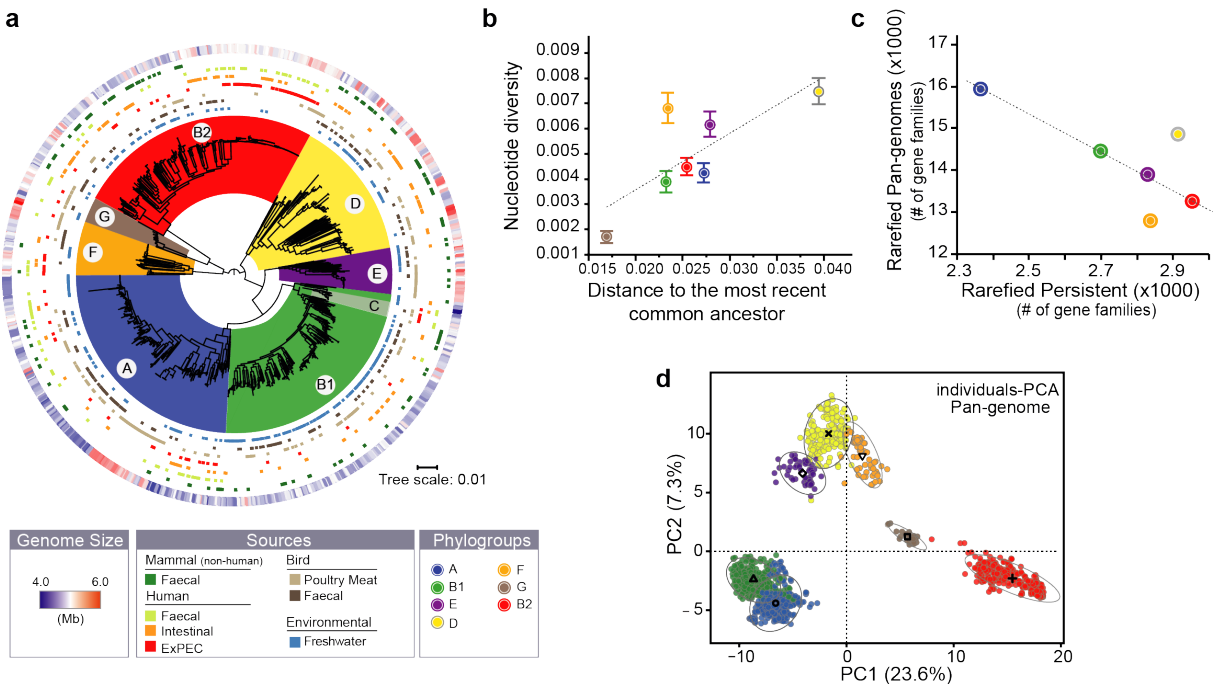 a
B2
G
F
D
E
C
A
B1
Tree scale: 0.01
Genome Size
4.0 6.0
(Mb)
Sources
Mammal (non-human)
Faecal
Human
Faecal
Intestinal
ExPEC
Bird
Poultry Meat
Faecal
Environmental
Freshwater
Phylogroups
A
B1
E
D
F
G
B2
b
Nucleotide diversity
0.009
0.008
0.007
0.006
0.005
0.004
0.003
0.002
0.001
0.015 0.020 0.025 0.030 0.035 0.040
Distance to the most recent
common ancestor
c
Rarefied Pan-genomes (x1000)
(# of gene families)
17
16
15
14
13
12
2.3 2.5 2.7 2.9
Rarefied Persistent (x1000)
(# of gene families)
d
individuals-PCA
Pan-genome
PC2 (7.3%)
10
5
0
−5
−10 0 10 20
PC1 (23.6%)